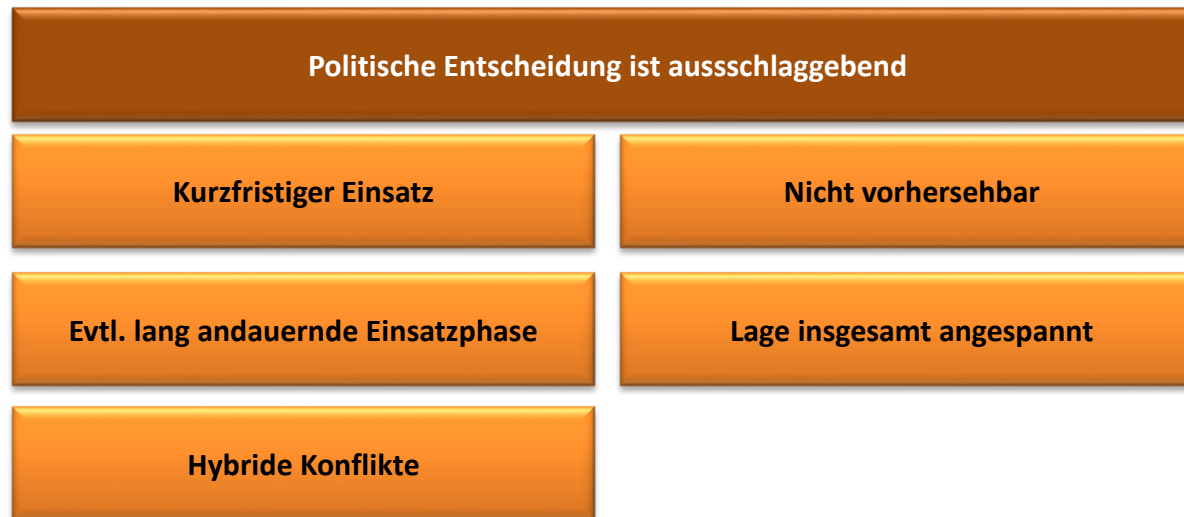 Politische Entscheidung ist aussschlaggebend
Kurzfristiger Einsatz
Nicht vorhersehbar
Evtl. lang andauernde Einsatzphase
Lage insgesamt angespannt
Hybride Konflikte